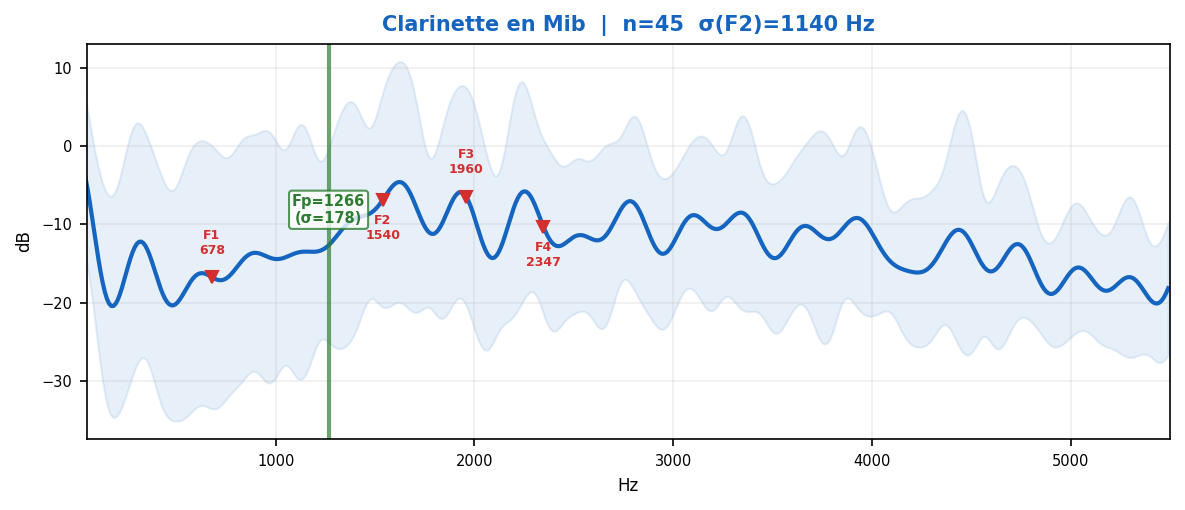 Clarinette en Mib | n=45 σ(F2)=1140 Hz
10
0
−10
−20
−30
dB
F1
678
Fp=1266
(σ=178)
F2
1540
F3
1960
F4
2347
1000
2000
3000
4000
5000
Hz